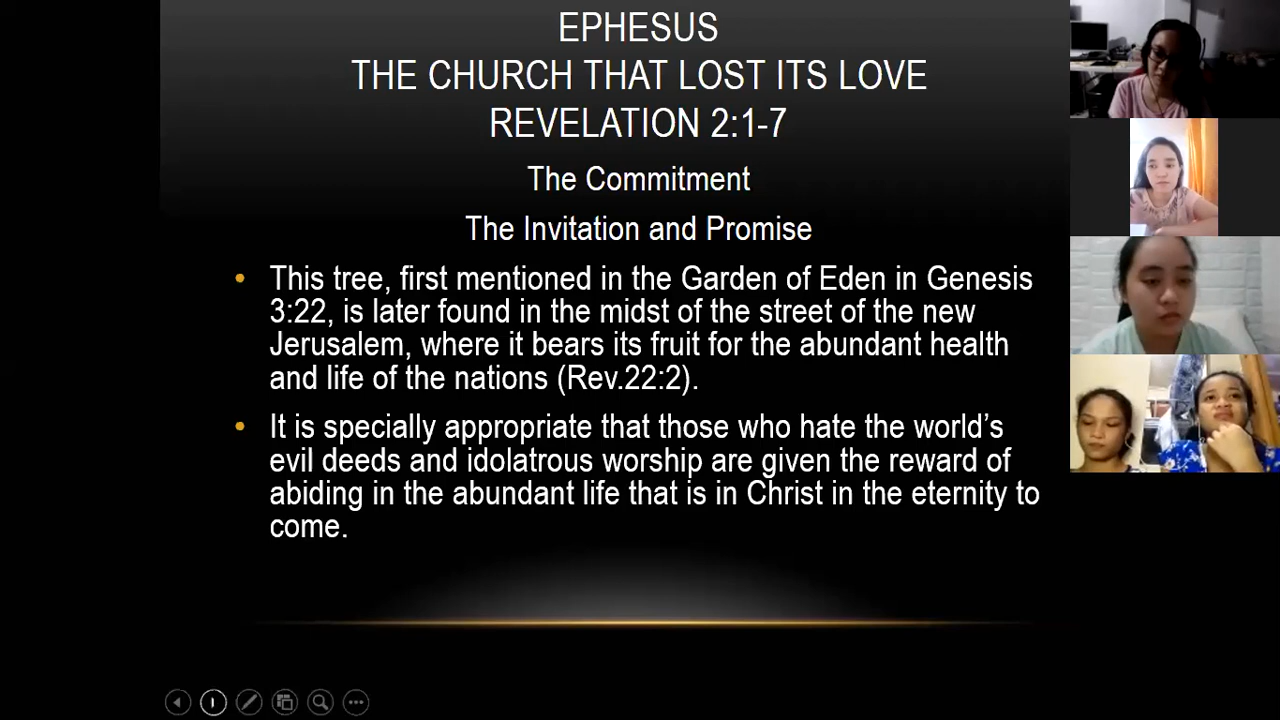 EPHESUS
THE CHURCH THAT LOST ITS LOVE
REVELATION 2:1-7
The Commitment
The Invitation and Promise
• This tree, first mentioned in the Garden of Eden in Genesis
3:22, is later found in the midst of the street of the new
Jerusalem, where it bears its fruit for the abundant health
and life of the nations (Rev.22:2).
• It is specially appropriate that those who hate the world’s
evil deeds and idolatrous worship are given the reward of
abiding in the abundant life that is in Christ in the eternity to
come.